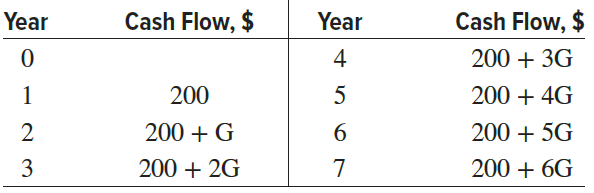 Year Cash Flow, $ Year Cash Flow, $
0 4 200 + 3G
1 200 5 200 + 4G
2 200 + G 6 200 + 5G
3 200 + 2G 7 200 + 6G